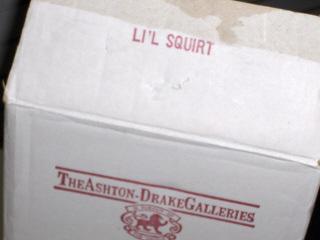 LI'L SQUIRT
THE ASHTON-DRAKE GALLERIES